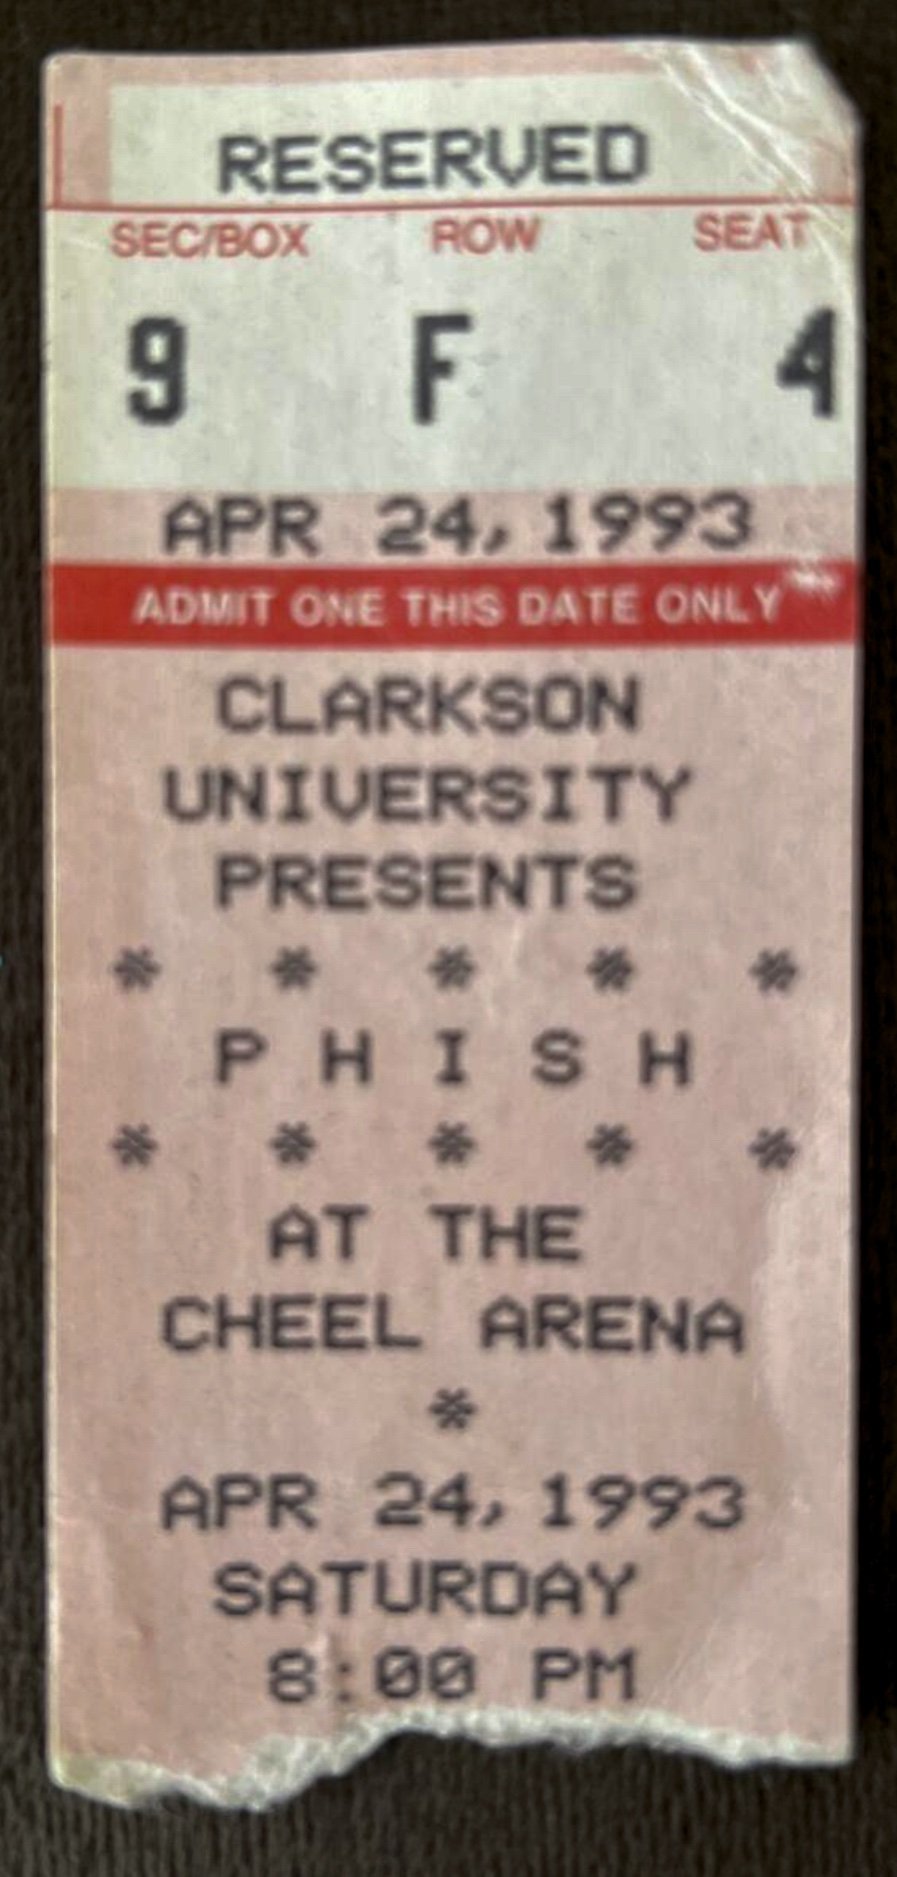 RESERVED
SEC/BOX ROW SEAT
9 F 4
APR 24, 1993
ADMIT ONE THIS DATE ONLY
CLARKSON
UNIVERSITY
PRESENTS
* * * * *
P H I S H
* * * * *
AT THE
CHEEL ARENA
*
APR 24, 1993
SATURDAY
8:00 PM